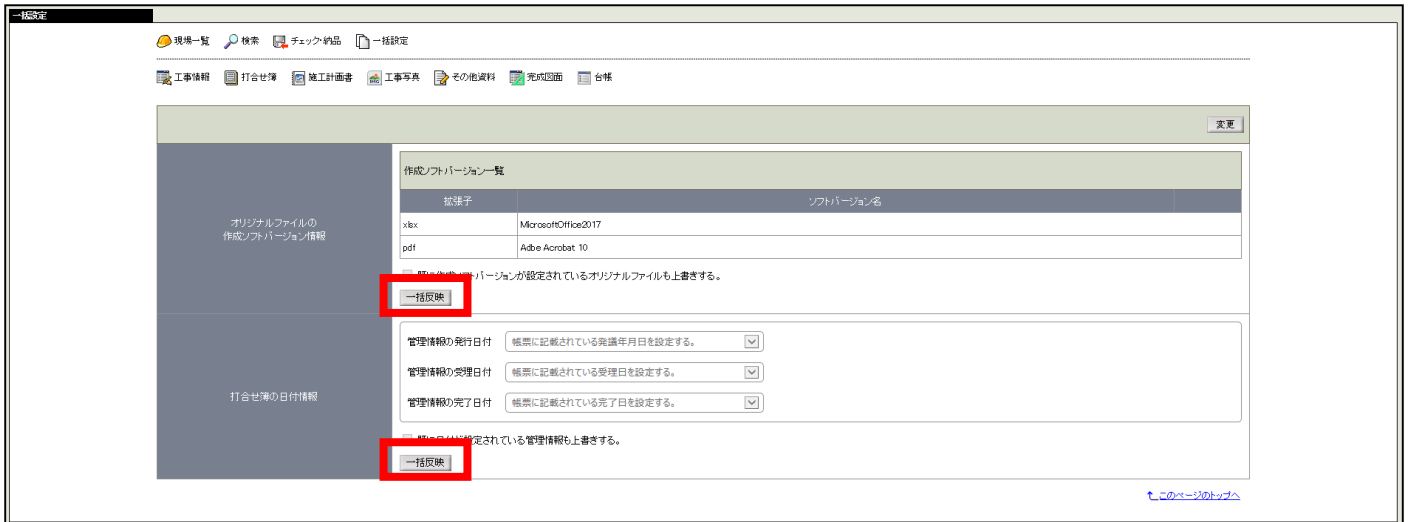 一括設定
現場一覧 検索 チェック・納品 一括設定
工事情報 打合せ簿 施工計画書 工事写真 その他資料 完成図面 台帳
変更
オリジナルファイルの
作成ソフトバージョン情報
作成ソフトバージョン一覧
拡張子 ソフトバージョン名
xlsx MicrosoftOffice2017
pdf Adbe Acrobat 10
既に作成ソフトバージョンが設定されているオリジナルファイルも上書きする。
一括反映
打合せ簿の日付情報
管理情報の発行日付 帳票に記載されている発議年月日を設定する。
管理情報の受理日付 帳票に記載されている受理日を設定する。
管理情報の完了日付 帳票に記載されている完了日を設定する。
既に日付が設定されている管理情報も上書きする。
一括反映
このページのトップへ